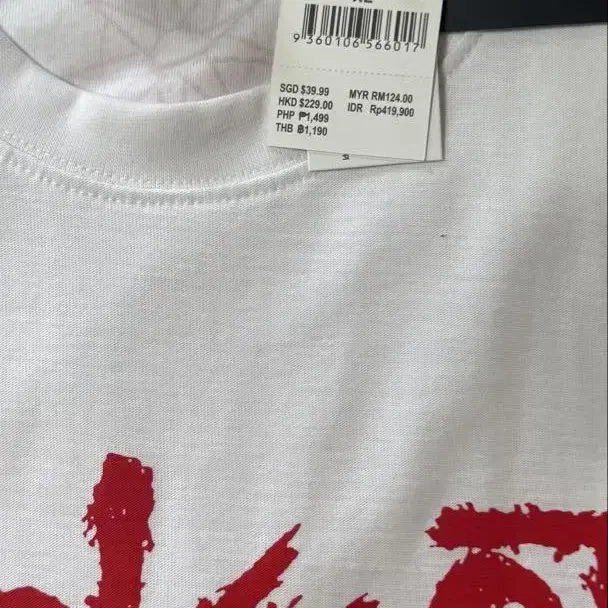 XL
9 360106 566017
SGD $39.99 MYR RM124.00
HKD $229.00 IDR Rp419,900
PHP ₱1,499
THB ฿1,190